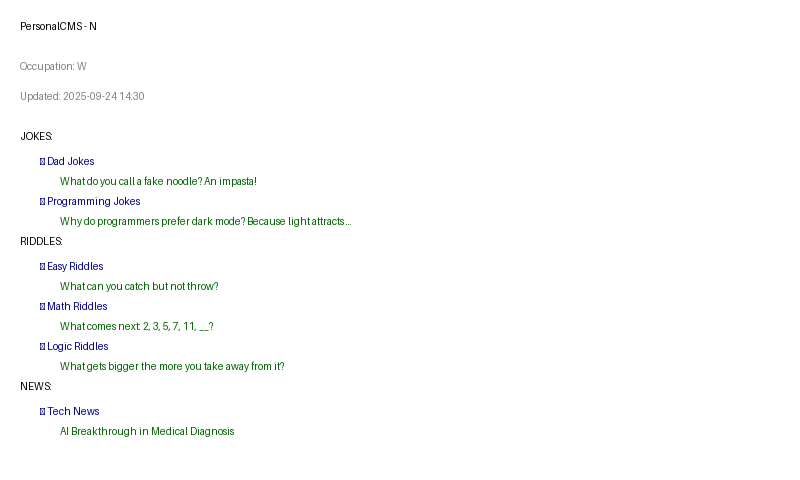 PersonalCMS - N
Occupation: W
Updated: 2025-09-24 14:30
JOKES:
Dad Jokes
What do you call a fake noodle? An impasta!
Programming Jokes
Why do programmers prefer dark mode? Because light attracts...
RIDDLES:
Easy Riddles
What can you catch but not throw?
Math Riddles
What comes next: 2, 3, 5, 7, 11, __?
Logic Riddles
What gets bigger the more you take away from it?
NEWS:
Tech News
AI Breakthrough in Medical Diagnosis